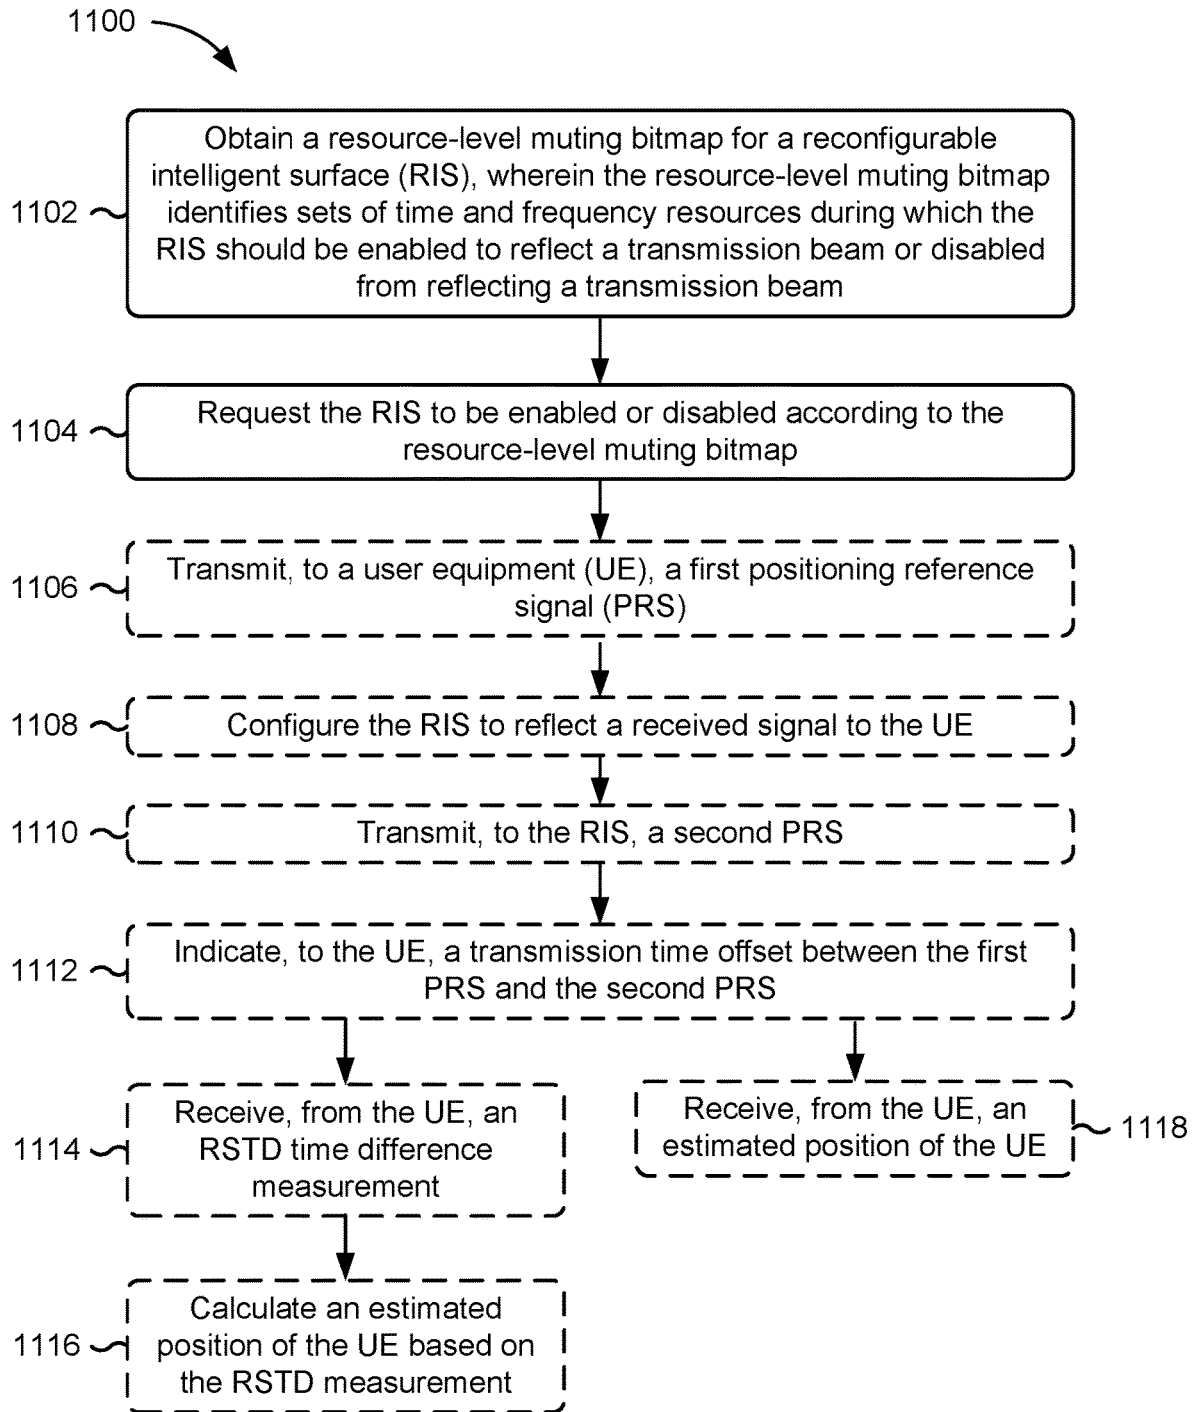 1100
Obtain a resource-level muting bitmap for a reconfigurable
intelligent surface (RIS), wherein the resource-level muting bitmap
identifies sets of time and frequency resources during which the
RIS should be enabled to reflect a transmission beam or disabled
from reflecting a transmission beam
1102
Request the RIS to be enabled or disabled according to the
resource-level muting bitmap
1104
Transmit, to a user equipment (UE), a first positioning reference
signal (PRS)
1106
Configure the RIS to reflect a received signal to the UE
1108
Transmit, to the RIS, a second PRS
1110
Indicate, to the UE, a transmission time offset between the first
PRS and the second PRS
1112
Receive, from the UE, an
RSTD time difference
measurement
1114
Receive, from the UE, an
estimated position of the UE
1118
Calculate an estimated
position of the UE based on
the RSTD measurement
1116